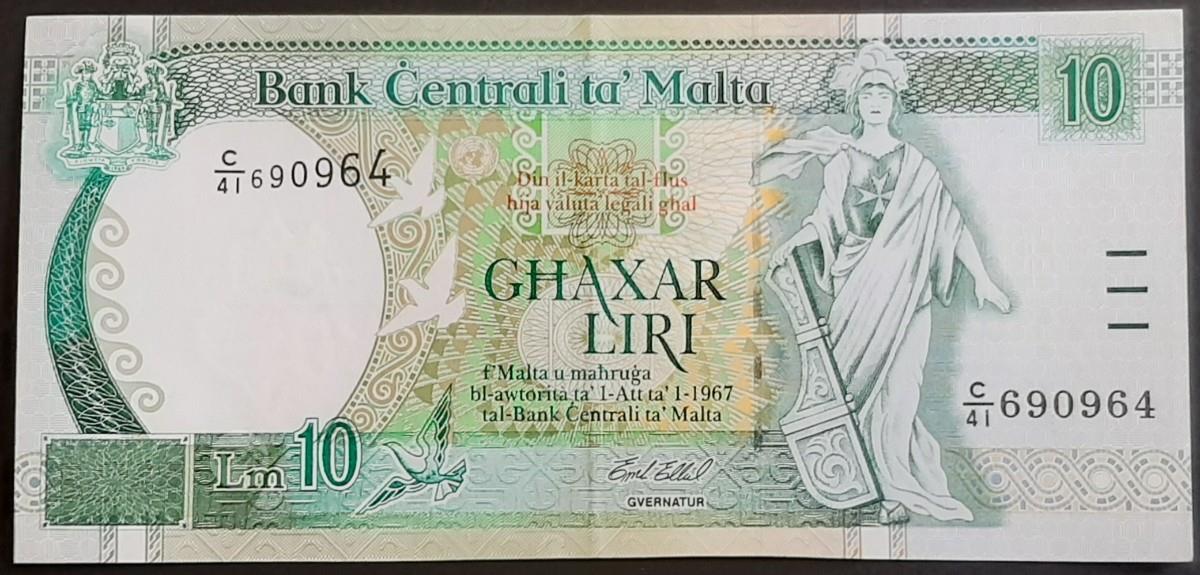 Bank Ċentrali ta' Malta
10
C/41 690964
Din il-karta tal-flus
hija valuta legali għal
GĦAXAR
LIRI
f'Malta u maħruġa
bl-awtorità ta' l-Att ta' l-1967
tal-Bank Ċentrali ta' Malta
C/41 690964
Lm 10
GVERNATUR